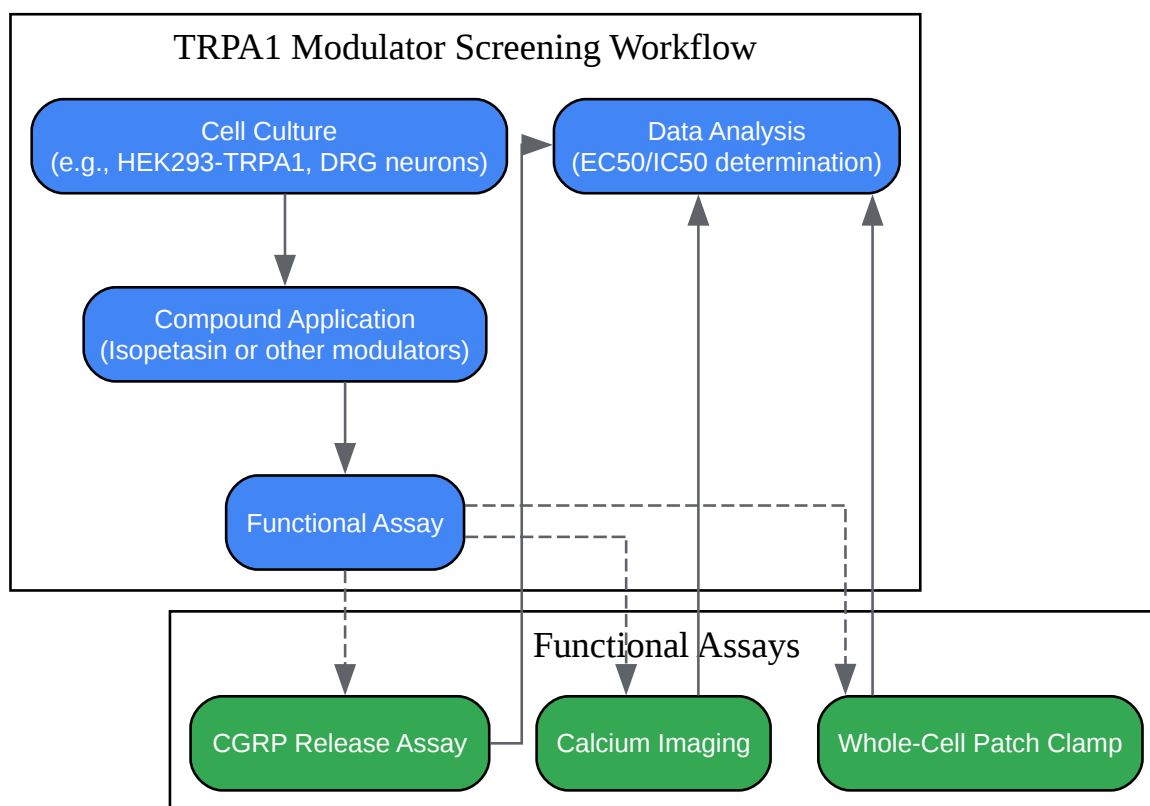 TRPA1 Modulator Screening Workflow
Cell Culture
(e.g., HEK293-TRPA1, DRG neurons)
Data Analysis
(EC50/IC50 determination)
Compound Application
(Isopetasin or other modulators)
Functional Assay
Functional Assays
CGRP Release Assay
Calcium Imaging
Whole-Cell Patch Clamp